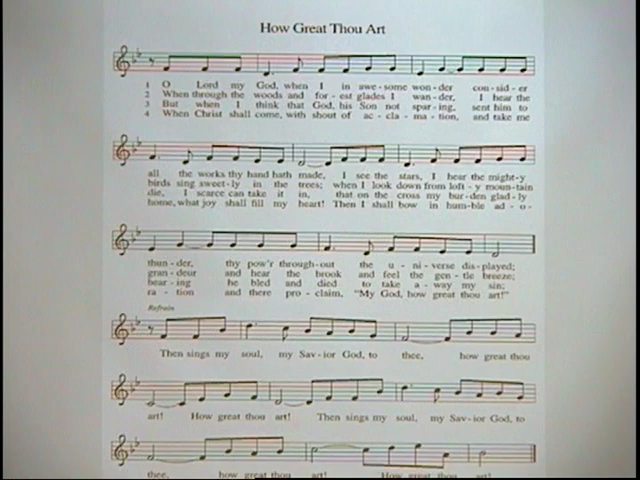 How Great Thou Art
1 O Lord my God, when I in awe-some won-der con-sid-er
2 When through the woods and for-est glades I wan-der, I hear the
3 But when I think that God, his Son not spar-ing, sent him to
4 When Christ shall come, with shout of ac-cla-ma-tion, and take me
all the works thy hand hath made, I see the stars, I hear the might-y
birds sing sweet-ly in the trees; when I look down from loft-y moun-tain
die, I scarce can take it in, that on the cross my bur-den glad-ly
home, what joy shall fill my heart! Then I shall bow in hum-ble ad-o-
thun-der, thy pow'r through-out the u-ni-verse dis-played;
gran-deur and hear the brook and feel the gen-tle breeze;
bear-ing he bled and died to take a-way my sin;
ra-tion and there pro-claim, "My God, how great thou art!"
Refrain
Then sings my soul, my Sav-ior God, to thee, how great thou
art! How great thou art! Then sings my soul, my Sav-ior God, to
thee, how great thou art! How great thou art!